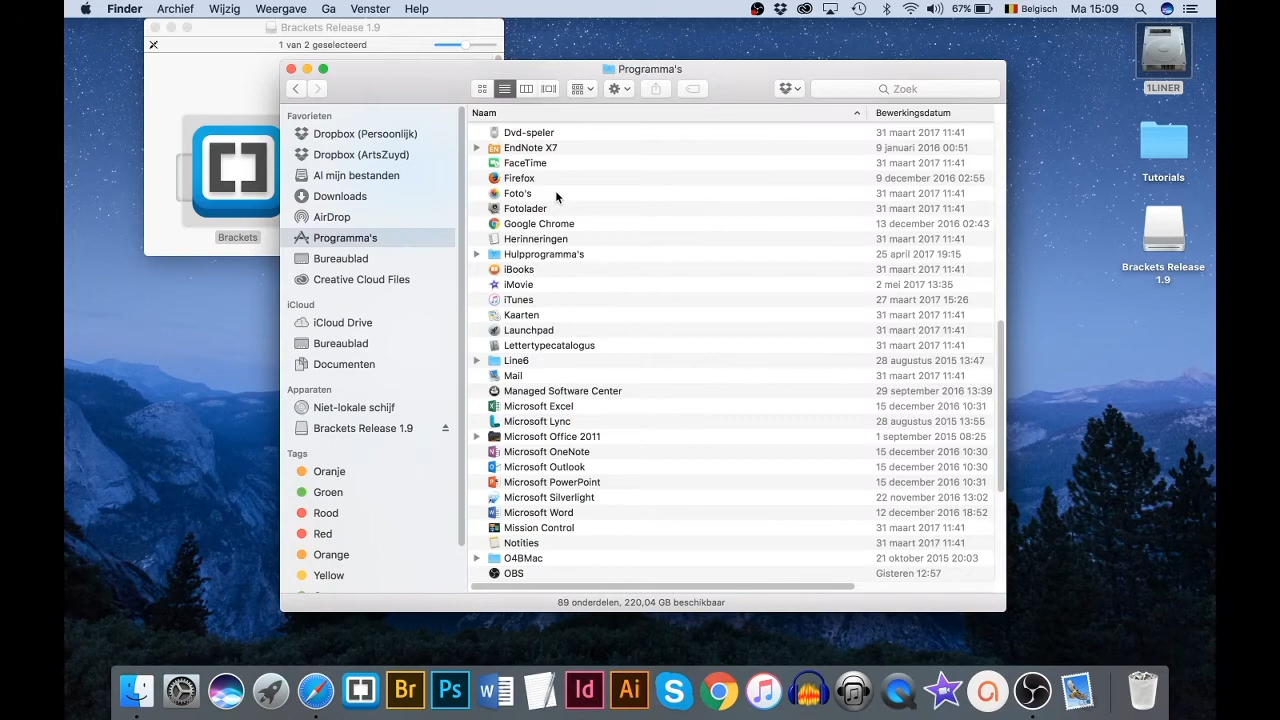 Finder Archief Wijzig Weergave Ga Venster Help 67% Belgisch Ma 15:09
Brackets Release 1.9
1 van 2 geselecteerd
Brackets
Programma's
Zoek
Favorieten
Dropbox (Persoonlijk)
Dropbox (ArtsZuyd)
Al mijn bestanden
Downloads
AirDrop
Programma's
Bureaublad
Creative Cloud Files
iCloud
iCloud Drive
Bureaublad
Documenten
Apparaten
Niet-lokale schijf
Brackets Release 1.9
Tags
Oranje
Groen
Rood
Red
Orange
Yellow
Naam Bewerkingsdatum
Dvd-speler 31 maart 2017 11:41
EndNote X7 9 januari 2016 00:51
FaceTime 31 maart 2017 11:41
Firefox 9 december 2016 02:55
Foto's 31 maart 2017 11:41
Fotolader 31 maart 2017 11:41
Google Chrome 13 december 2016 02:43
Herinneringen 31 maart 2017 11:41
Hulpprogramma's 25 april 2017 19:15
iBooks 31 maart 2017 11:41
iMovie 2 mei 2017 13:35
iTunes 27 maart 2017 15:26
Kaarten 31 maart 2017 11:41
Launchpad 31 maart 2017 11:41
Lettertypecatalogus 31 maart 2017 11:41
Line6 28 augustus 2015 13:47
Mail 31 maart 2017 11:41
Managed Software Center 29 september 2016 13:39
Microsoft Excel 15 december 2016 10:31
Microsoft Lync 28 augustus 2015 13:55
Microsoft Office 2011 1 september 2015 08:25
Microsoft OneNote 15 december 2016 10:30
Microsoft Outlook 15 december 2016 10:30
Microsoft PowerPoint 15 december 2016 10:31
Microsoft Silverlight 22 november 2016 13:02
Microsoft Word 12 december 2016 18:52
Mission Control 31 maart 2017 11:41
Notities 31 maart 2017 11:41
O4BMac 21 oktober 2015 20:03
OBS Gisteren 12:57
89 onderdelen, 220,04 GB beschikbaar
1LINER
Tutorials
Brackets Release
1.9
Br Ps W Id Ai S